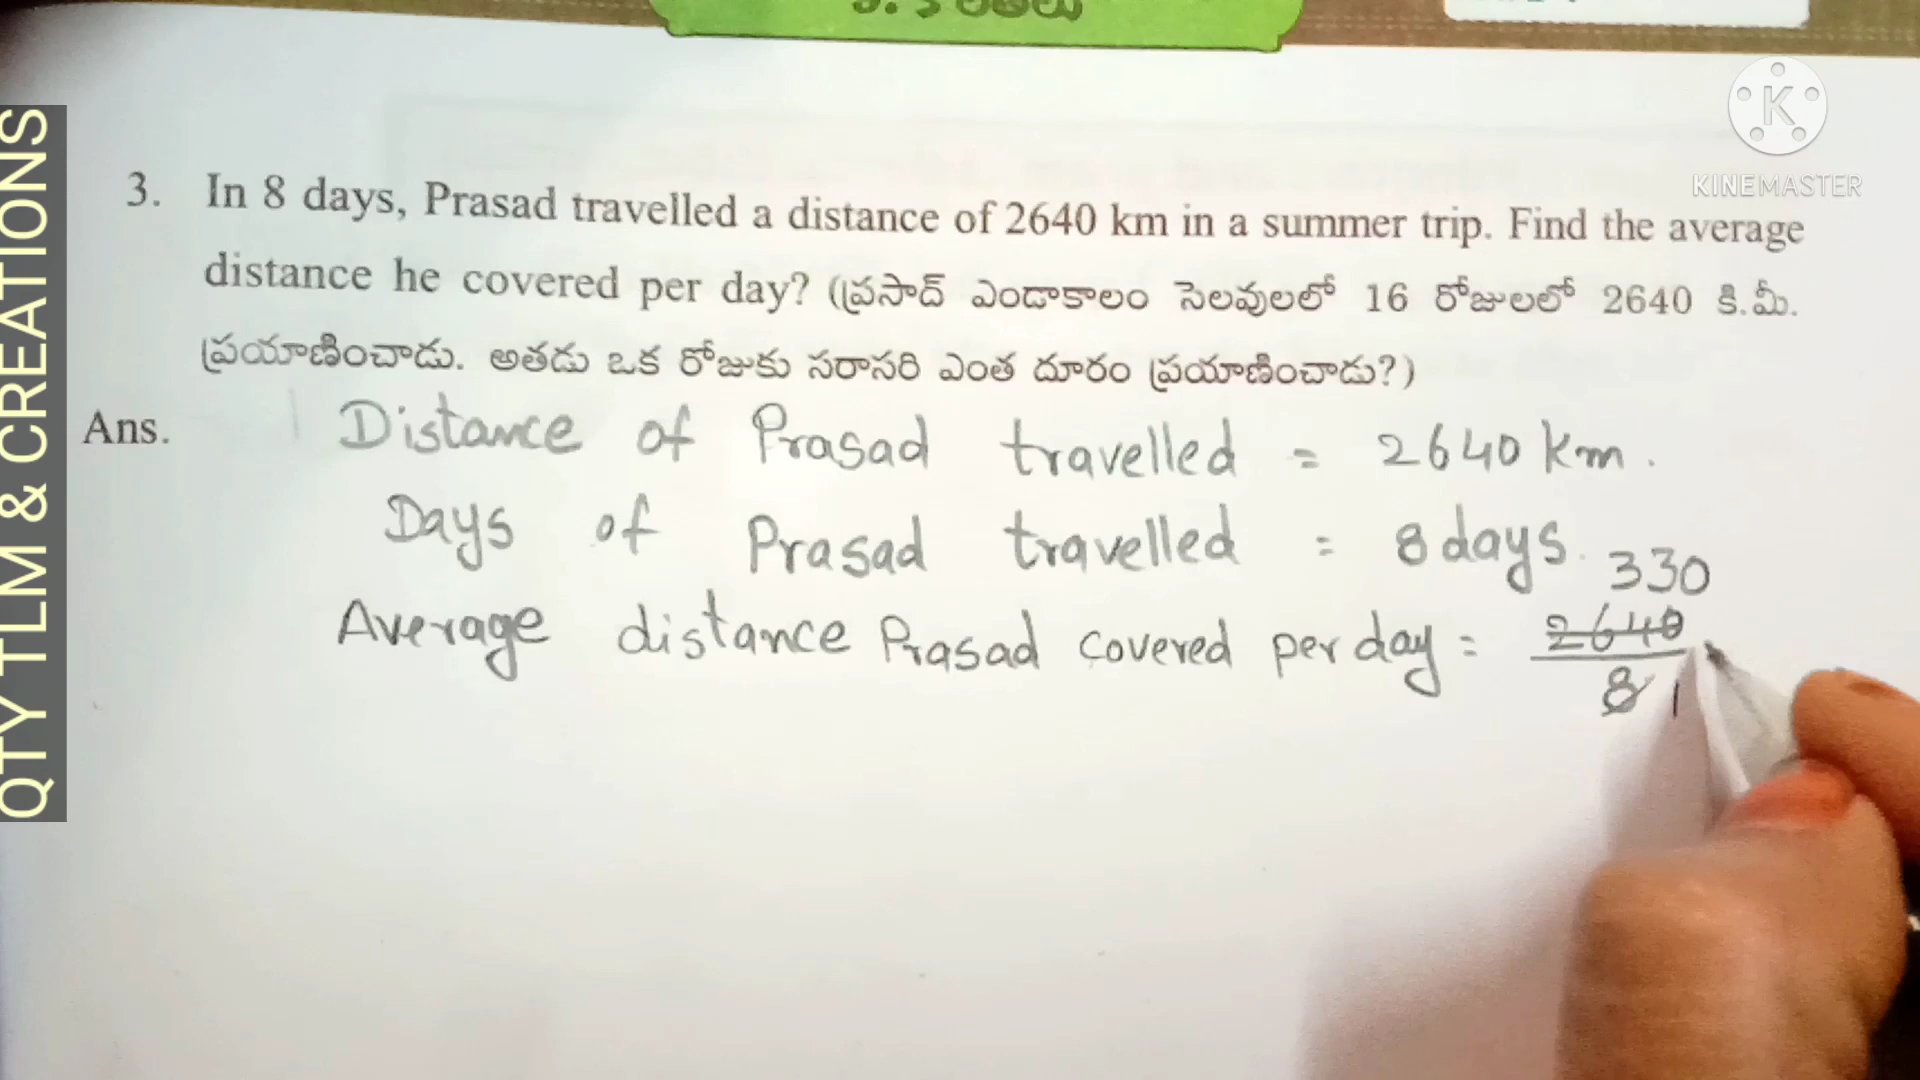 QTY TLM & CREATIONS
KINEMASTER
3. In 8 days, Prasad travelled a distance of 2640 km in a summer trip. Find the average
distance he covered per day? (ప్రసాద్ ఎండాకాలం సెలవులలో 16 రోజులలో 2640 కి.మీ.
ప్రయాణించాడు. అతడు ఒక రోజుకు సరాసరి ఎంత దూరం ప్రయాణించాడు?)
Ans. Distance of Prasad travelled = 2640 km.
Days of Prasad travelled = 8 days.
330
Average distance Prasad covered per day = 2640
8 1